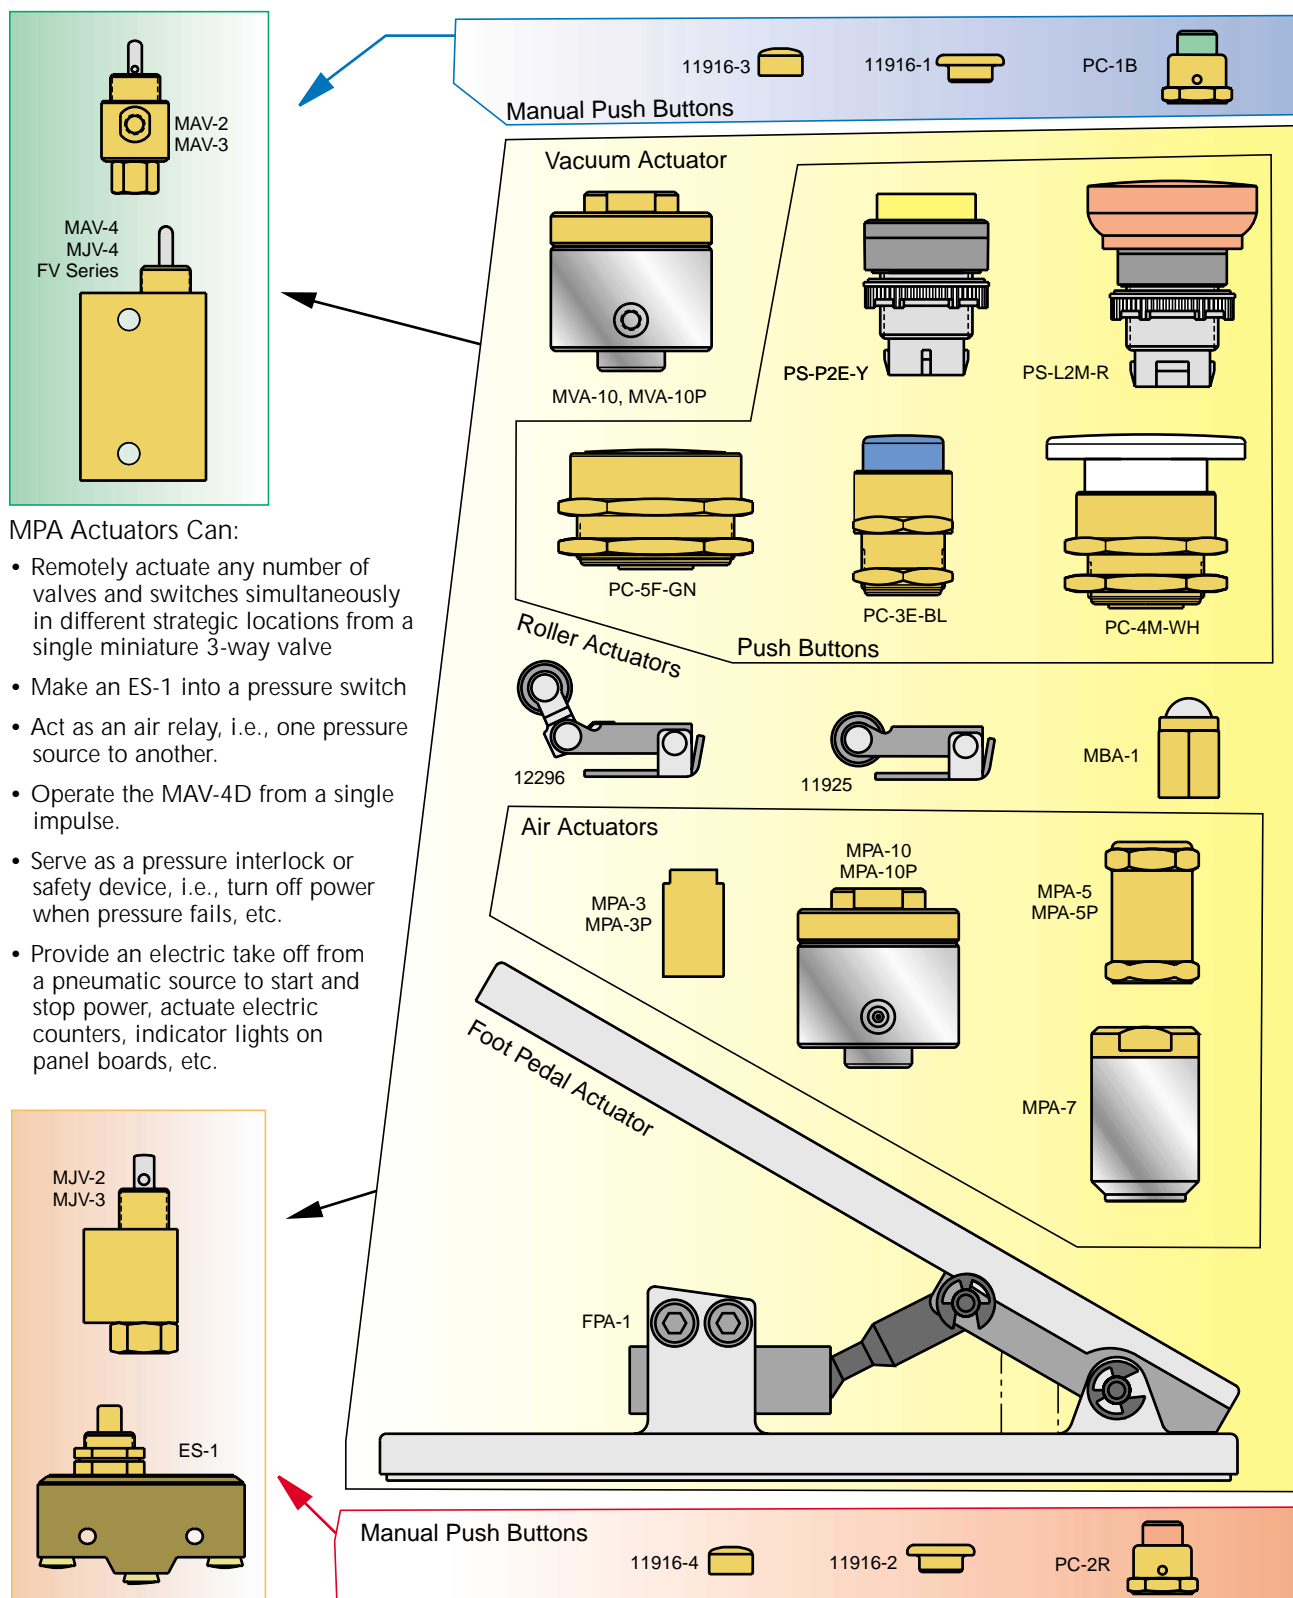 11916-3
11916-1
PC-1B
Manual Push Buttons
MAV-2
MAV-3
MAV-4
MJV-4
FV Series
Vacuum Actuator
MVA-10, MVA-10P
PS-P2E-Y
PS-L2M-R
PC-5F-GN
PC-3E-BL
PC-4M-WH
Push Buttons
Roller Actuators
12296
11925
MBA-1
MPA Actuators Can:
• Remotely actuate any number of
valves and switches simultaneously
in different strategic locations from a
single miniature 3-way valve
• Make an ES-1 into a pressure switch
• Act as an air relay, i.e., one pressure
source to another.
• Operate the MAV-4D from a single
impulse.
• Serve as a pressure interlock or
safety device, i.e., turn off power
when pressure fails, etc.
• Provide an electric take off from
a pneumatic source to start and
stop power, actuate electric
counters, indicator lights on
panel boards, etc.
Air Actuators
MPA-3
MPA-3P
MPA-10
MPA-10P
MPA-5
MPA-5P
MPA-7
Foot Pedal Actuator
FPA-1
MJV-2
MJV-3
ES-1
Manual Push Buttons
11916-4
11916-2
PC-2R